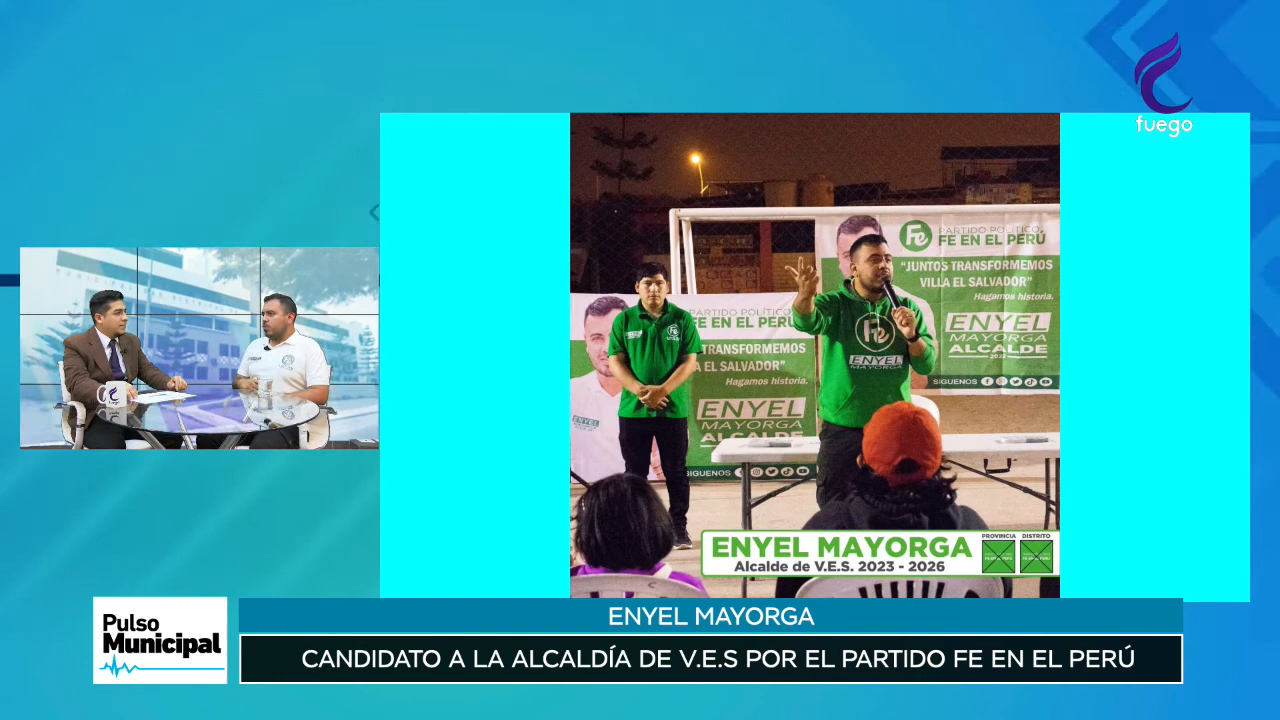 fuego
PARTIDO POLÍTICO
FE EN EL PERÚ
"JUNTOS TRANSFORMEMOS
VILLA EL SALVADOR"
Hagamos historia.
ENYEL
MAYORGA
ALCALDE
SIGUENOS
PARTIDO POLÍTICO
FE EN EL PERÚ
TRANSFORMEMOS
EL SALVADOR"
Hagamos historia.
ENYEL
MAYORGA
ALCALDE
SIGUENOS
Fe
ENYEL
MAYORGA
fuego
ENYEL MAYORGA
Alcalde de V.E.S. 2023 - 2026
PROVINCIA
DISTRITO
Pulso
Municipal
ENYEL MAYORGA
CANDIDATO A LA ALCALDÍA DE V.E.S POR EL PARTIDO FE EN EL PERÚ